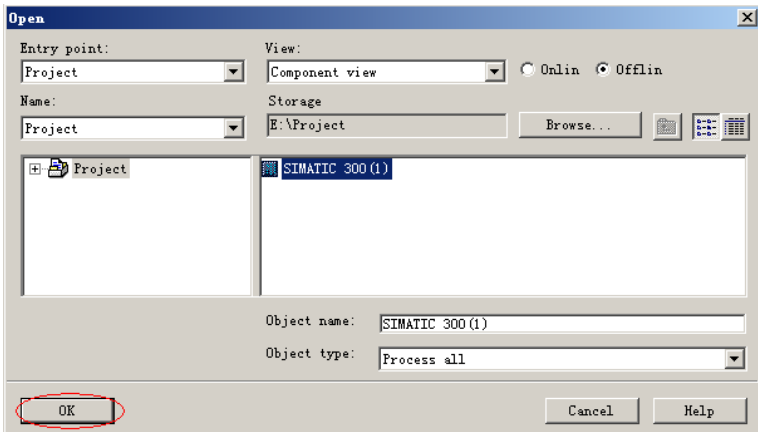 Open
Entry point:
View:
Project
Component view
Onlin
Offlin
Name:
Storage
Project
E:\Project
Browse...
Project
SIMATIC 300(1)
Object name:
SIMATIC 300(1)
Object type:
Process all
OK
Cancel
Help